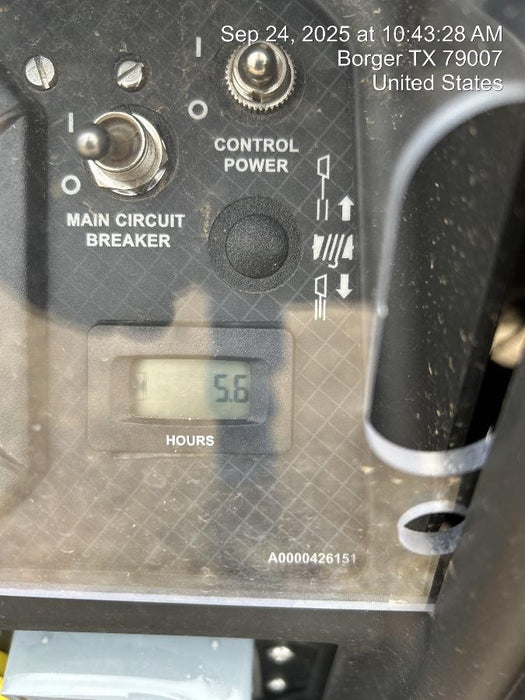 Sep 24, 2025 at 10:43:28 AM
Borger TX 79007
United States
I
O
CONTROL
POWER
I
O
MAIN CIRCUIT
BREAKER
5.6
HOURS
A0000426151